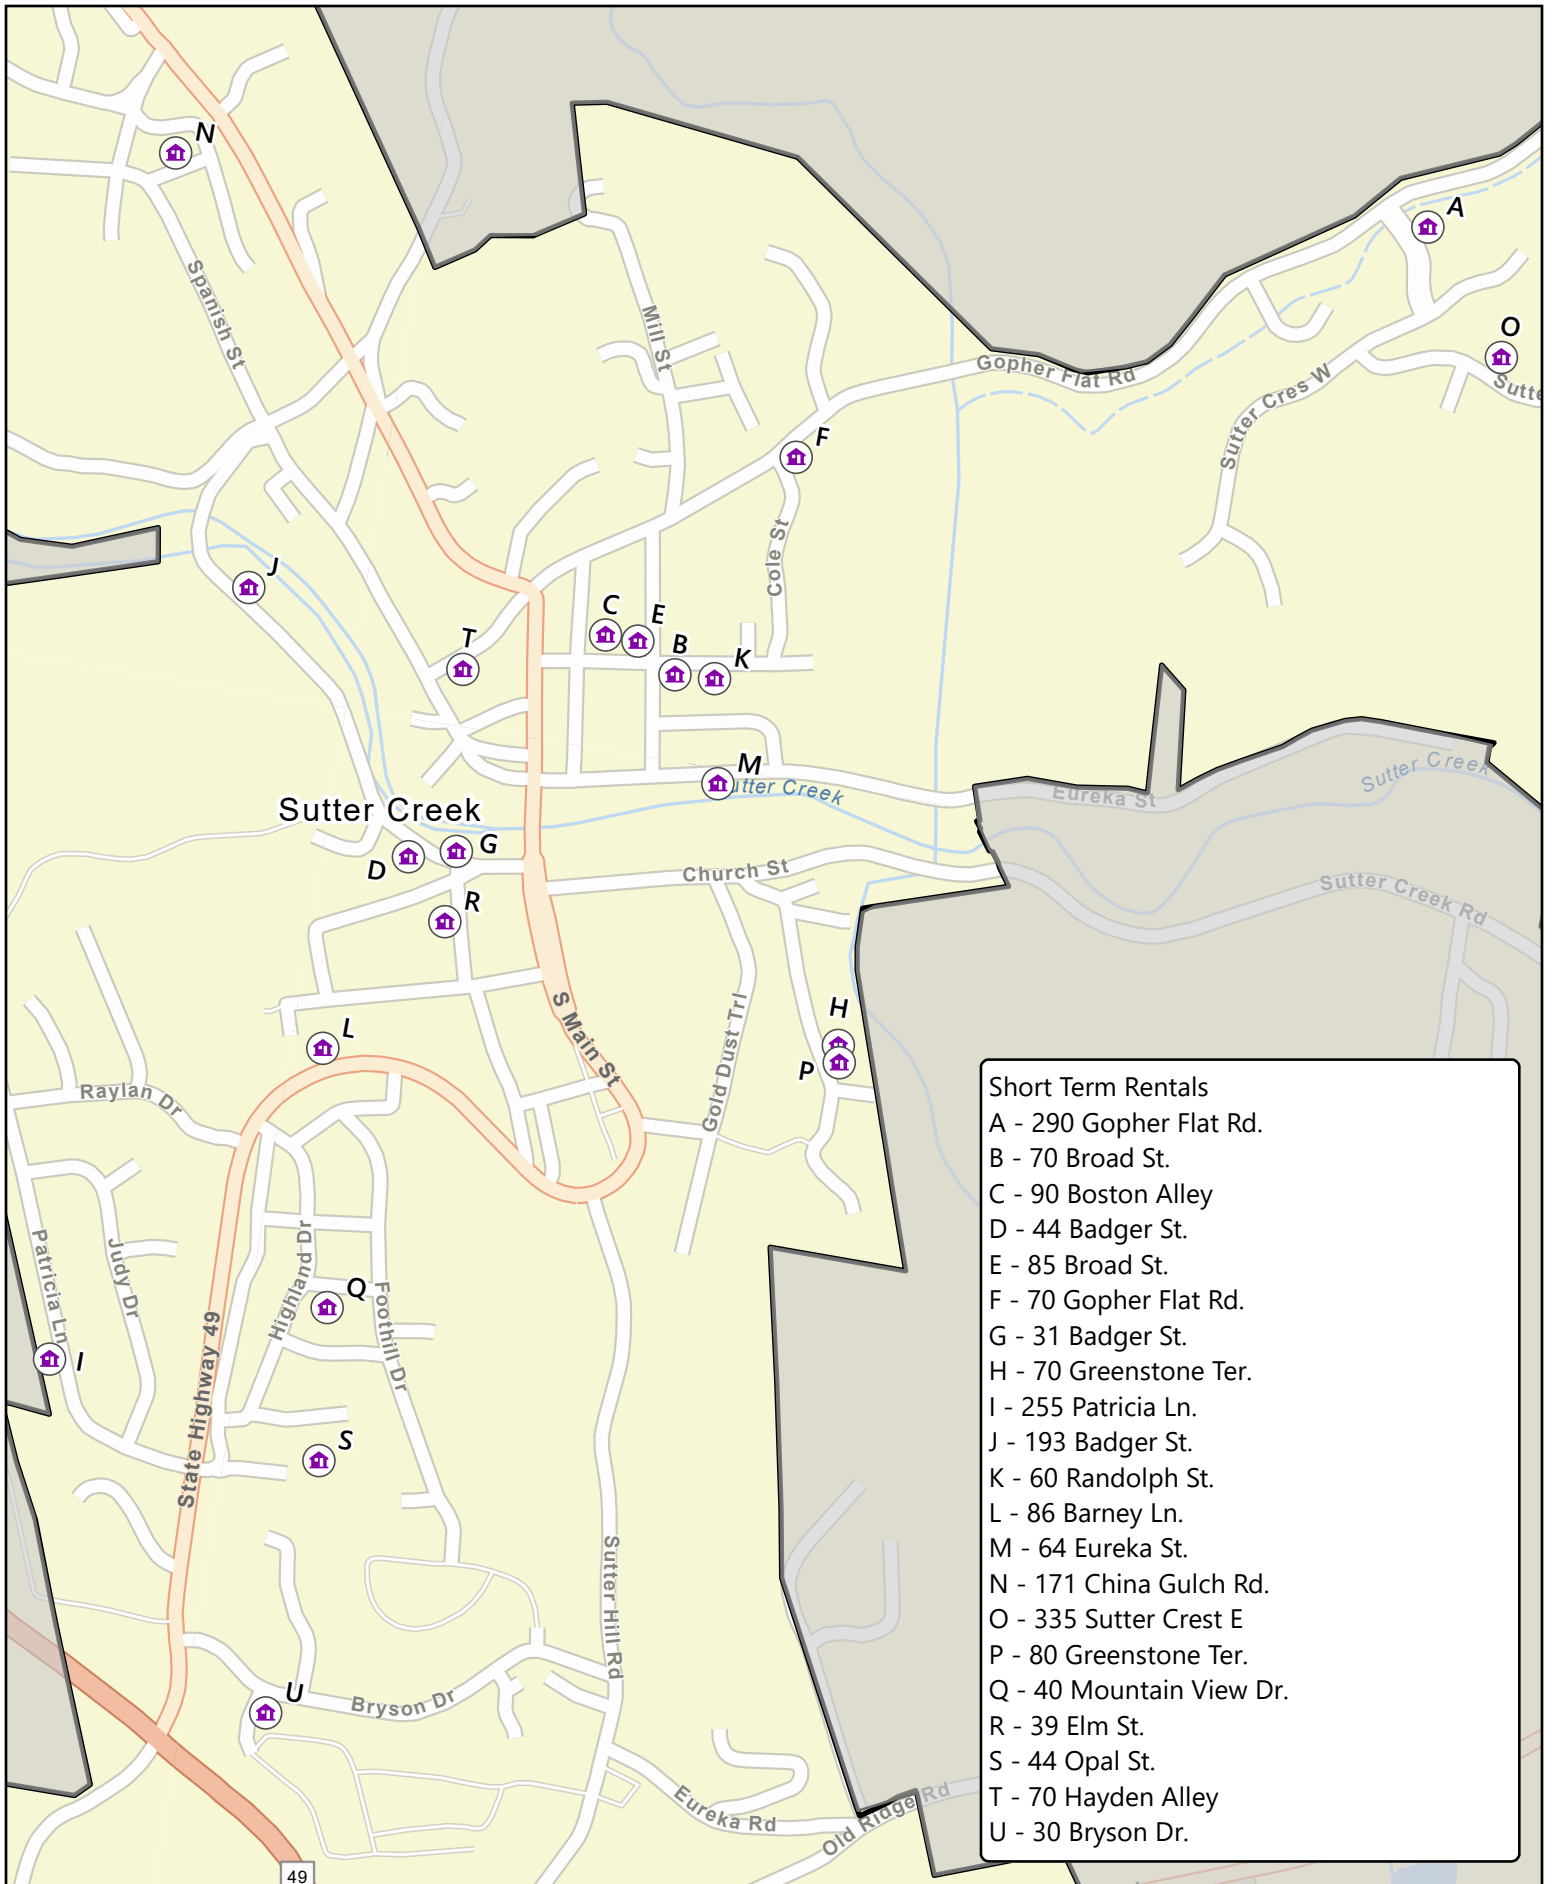 N
A
Spanish St
Mill St
O
Gopher Flat Rd
Sutter Cres W
F
Cole St
J
C
E
T
B
K
M
Sutter Creek
Sutter Creek
Eureka St
Sutter Creek
G
D
Church St
Sutter Creek Rd
R
S Main St
H
L
P
Gold Dust Trl
Raylan Dr
Patricia Ln
Judy Dr
Highland Dr
Q
Foothill Dr
State Highway 49
I
S
Sutter Hill Rd
U
Bryson Dr
Eureka Rd
Old Ridge Rd
49
Short Term Rentals
A - 290 Gopher Flat Rd.
B - 70 Broad St.
C - 90 Boston Alley
D - 44 Badger St.
E - 85 Broad St.
F - 70 Gopher Flat Rd.
G - 31 Badger St.
H - 70 Greenstone Ter.
I - 255 Patricia Ln.
J - 193 Badger St.
K - 60 Randolph St.
L - 86 Barney Ln.
M - 64 Eureka St.
N - 171 China Gulch Rd.
O - 335 Sutter Crest E
P - 80 Greenstone Ter.
Q - 40 Mountain View Dr.
R - 39 Elm St.
S - 44 Opal St.
T - 70 Hayden Alley
U - 30 Bryson Dr.